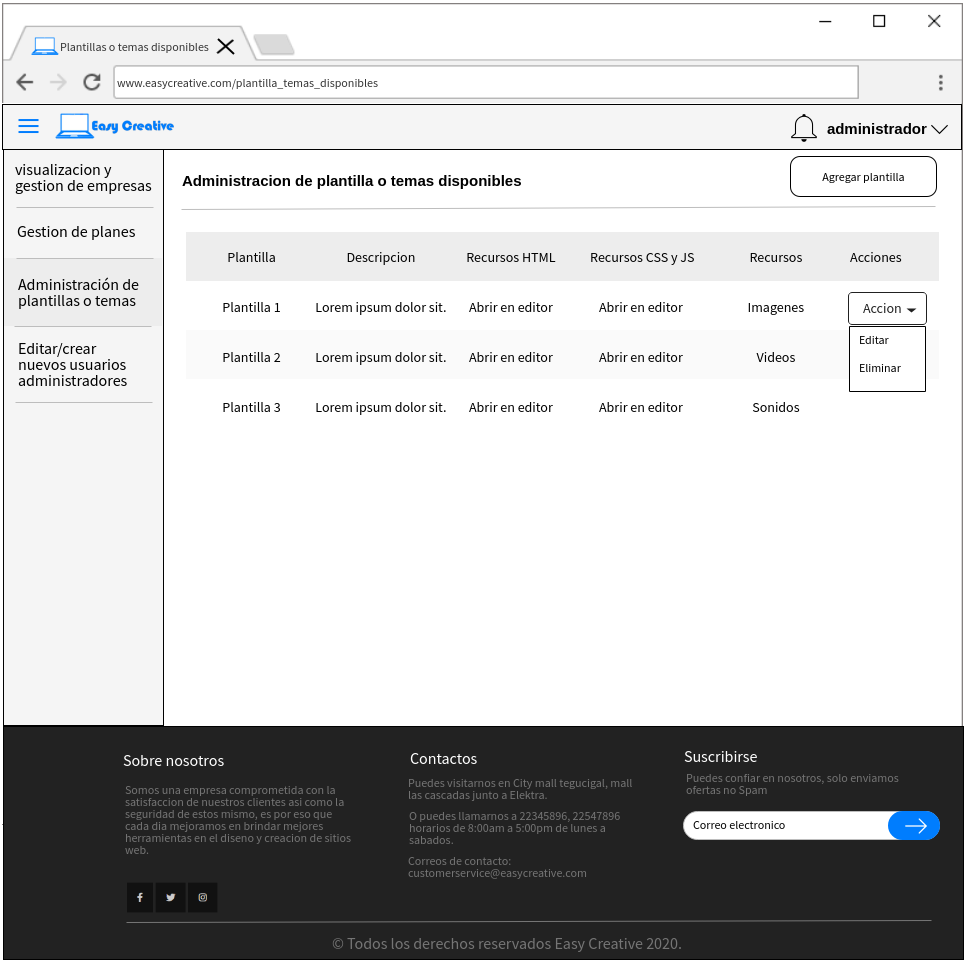 Plantillas o temas disponibles
www.easycreative.com/plantilla_temas_disponibles
Easy Creative
administrador
visualizacion y
gestion de empresas
Gestion de planes
Administración de
plantillas o temas
Editar/crear
nuevos usuarios
administradores
Administracion de plantilla o temas disponibles
Agregar plantilla
Plantilla Descripcion Recursos HTML Recursos CSS y JS Recursos Acciones
Plantilla 1 Lorem ipsum dolor sit. Abrir en editor Abrir en editor Imagenes Accion
Editar
Plantilla 2 Lorem ipsum dolor sit. Abrir en editor Abrir en editor Videos
Eliminar
Plantilla 3 Lorem ipsum dolor sit. Abrir en editor Abrir en editor Sonidos
Sobre nosotros
Somos una empresa comprometida con la
satisfaccion de nuestros clientes asi como la
seguridad de estos mismo, es por eso que
cada dia mejoramos en brindar mejores
herramientas en el diseno y creacion de sitios
web.
Contactos
Puedes visitarnos en City mall tegucigal, mall
las cascadas junto a Elektra.
O puedes llamarnos a 22345896, 22547896
horarios de 8:00am a 5:00pm de lunes a
sabados.
Correos de contacto:
customerservice@easycreative.com
Suscribirse
Puedes confiar en nosotros, solo enviamos
ofertas no Spam
Correo electronico
© Todos los derechos reservados Easy Creative 2020.